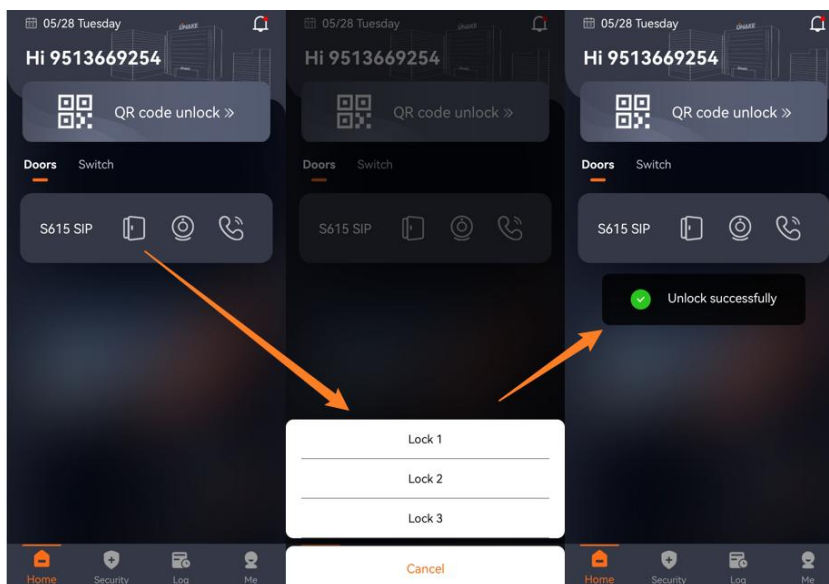 05/28 Tuesday
Hi 9513669254
QR code unlock »
Doors Switch
S615 SIP
Home Security Log Me
05/28 Tuesday
Hi 9513669254
QR code unlock »
Doors Switch
S615 SIP
Lock 1
Lock 2
Lock 3
Cancel
05/28 Tuesday
Hi 9513669254
QR code unlock »
Doors Switch
S615 SIP
Unlock successfully
Home Security Log Me